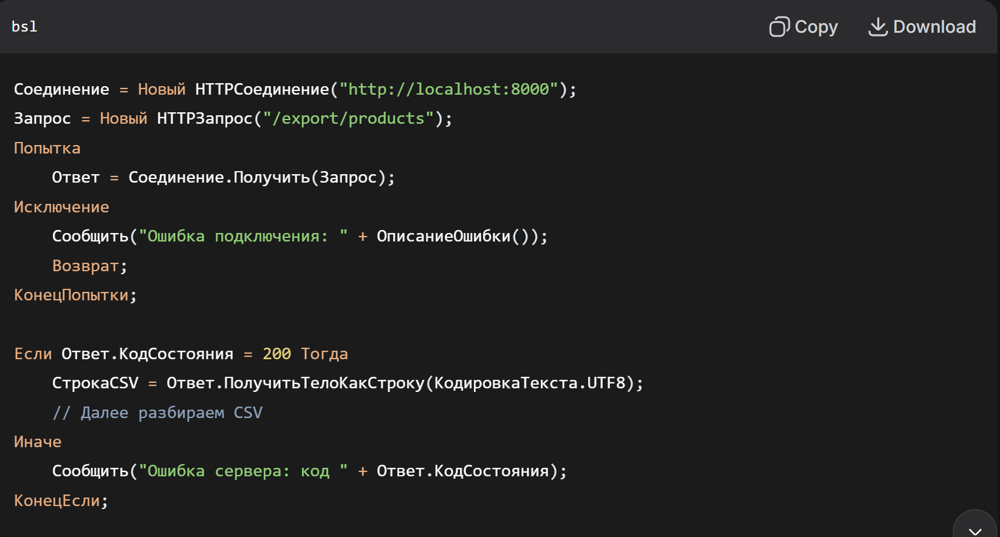 bsl
Copy
Download
Соединение = Новый HTTPСоединение("http://localhost:8000");
Запрос = Новый HTTPЗапрос("/export/products");
Попытка
    Ответ = Соединение.Получить(Запрос);
Исключение
    Сообщить("Ошибка подключения: " + ОписаниеОшибки());
    Возврат;
КонецПопытки;

Если Ответ.КодСостояния = 200 Тогда
    СтрокаCSV = Ответ.ПолучитьТелоКакСтроку(КодировкаТекста.UTF8);
    // Далее разбираем CSV
Иначе
    Сообщить("Ошибка сервера: код " + Ответ.КодСостояния);
КонецЕсли;